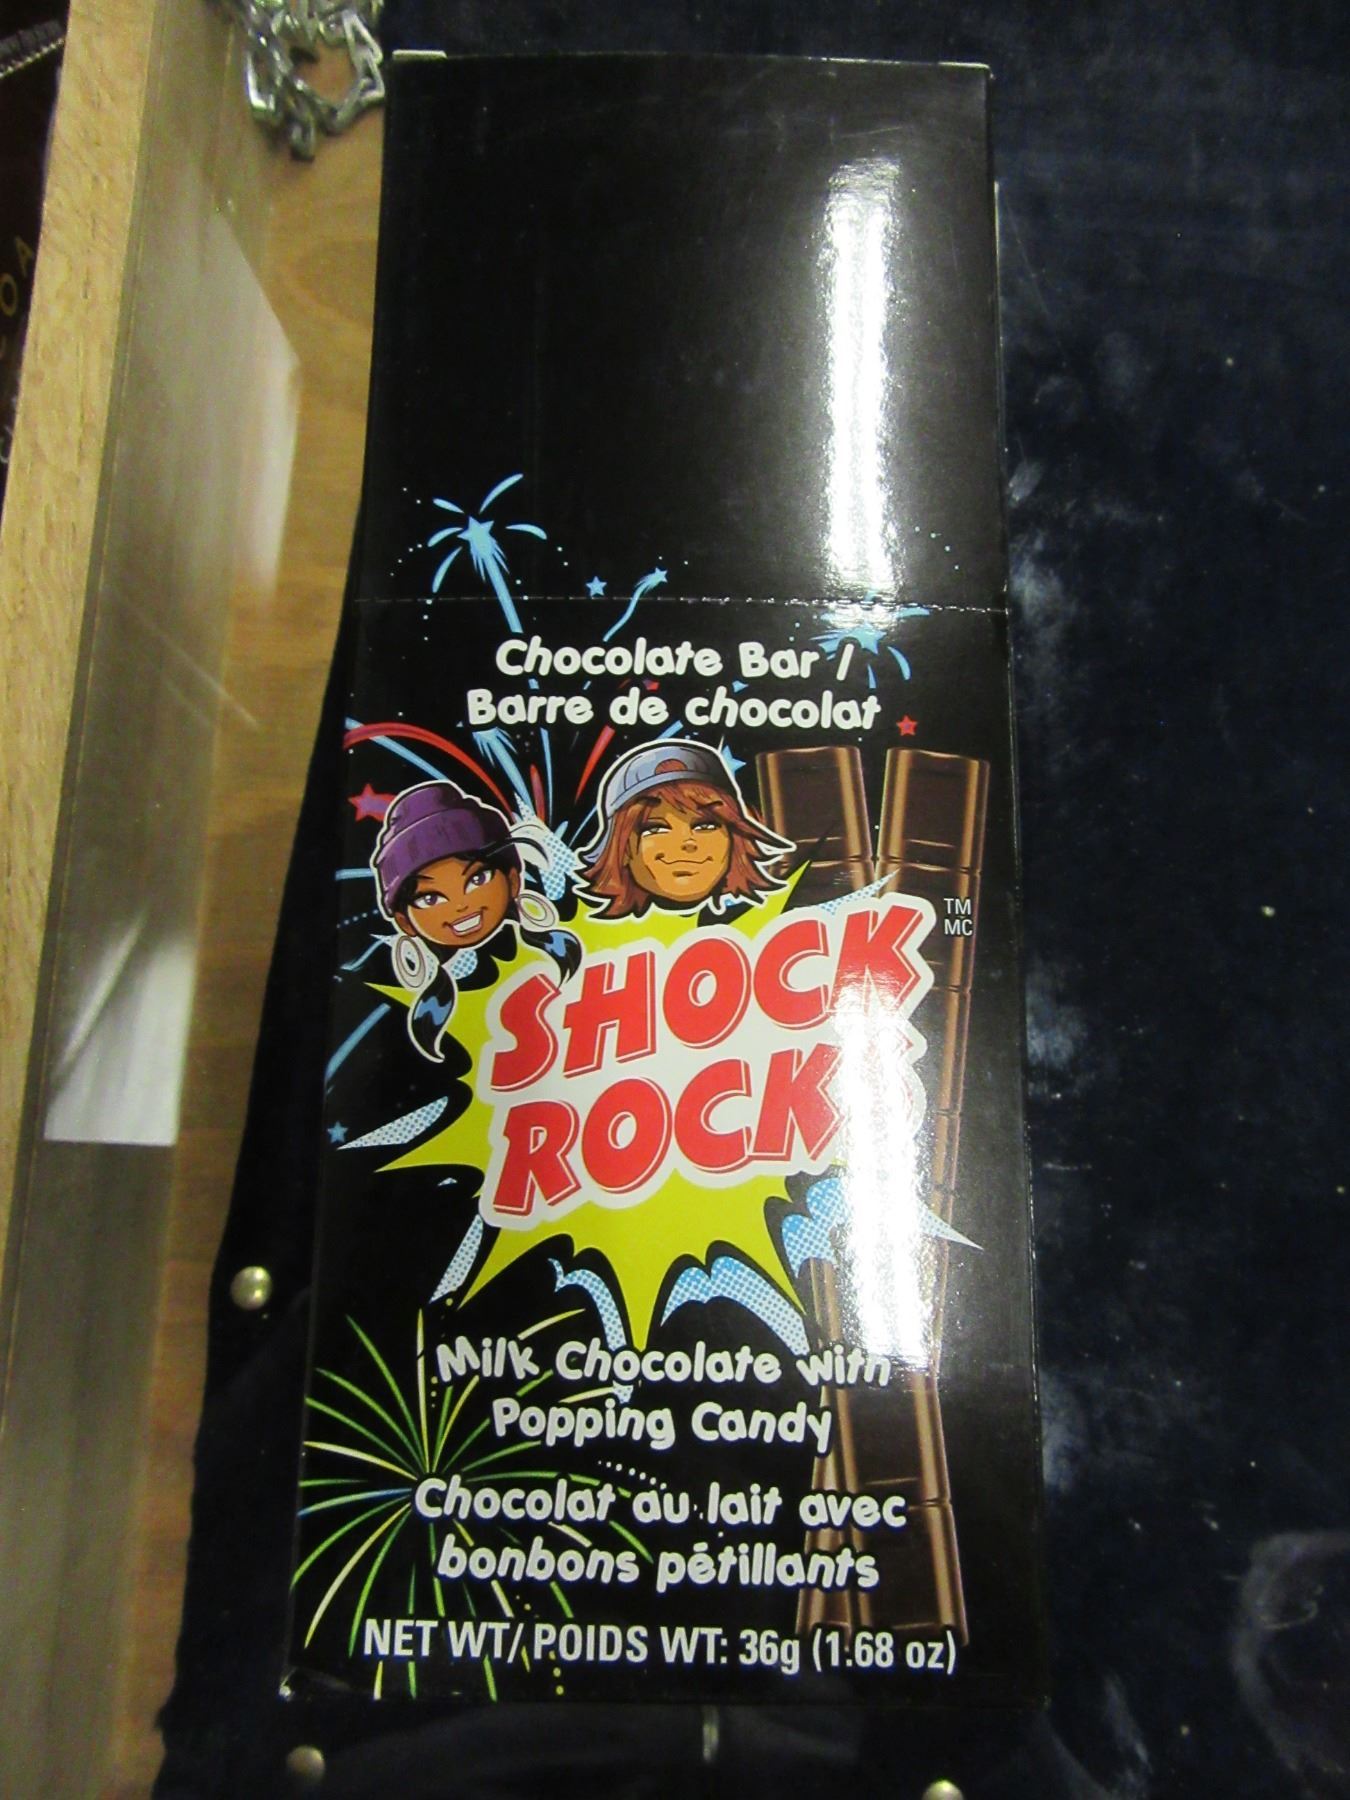 Chocolate Bar /
Barre de chocolat
TM
MC
SHOCK
ROCKS
Milk Chocolate with
Popping Candy
Chocolat au lait avec
bonbons pétillants
NET WT/ POIDS WT: 36g (1.68 oz)